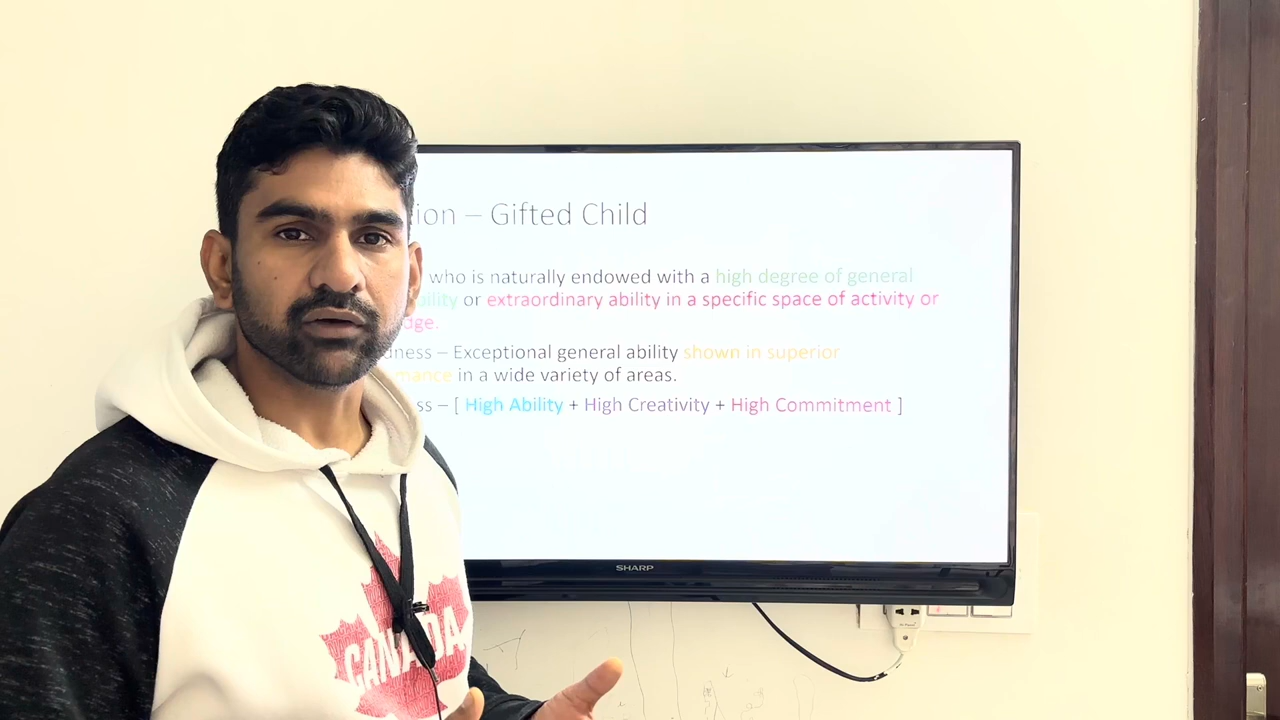 ion – Gifted Child
who is naturally endowed with a high degree of general
bility or extraordinary ability in a specific space of activity or
dge.
dness – Exceptional general ability shown in superior
mance in a wide variety of areas.
ss – [ High Ability + High Creativity + High Commitment ]
SHARP
CANADA